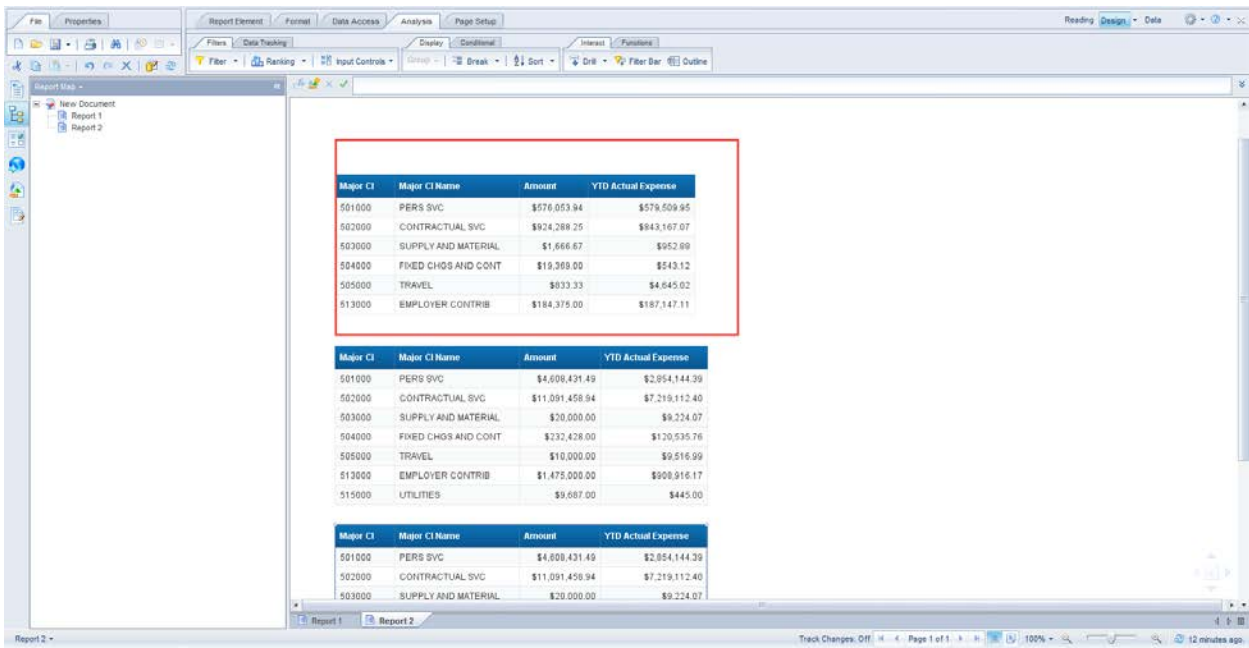 File Properties Report Element Format Data Access Analysis Page Setup Reading Design Data
Filters Data Tracking Display Conditional Interact Functions
Filter Ranking Input Controls Group Break Sort Drill Filter Bar Outline
Report Map
New Document
Report 1
Report 2
Major CI Major CI Name Amount YTD Actual Expense
501000 PERS SVC $576,053.94 $579,509.95
502000 CONTRACTUAL SVC $924,288.25 $843,167.07
503000 SUPPLY AND MATERIAL $1,666.67 $952.89
504000 FIXED CHGS AND CONT $19,369.00 $543.12
505000 TRAVEL $833.33 $4,645.02
513000 EMPLOYER CONTRIB $184,375.00 $187,147.11
Major CI Major CI Name Amount YTD Actual Expense
501000 PERS SVC $4,608,431.49 $2,854,144.39
502000 CONTRACTUAL SVC $11,091,458.94 $7,219,112.40
503000 SUPPLY AND MATERIAL $20,000.00 $9,224.07
504000 FIXED CHGS AND CONT $232,428.00 $120,535.76
505000 TRAVEL $10,000.00 $9,516.99
513000 EMPLOYER CONTRIB $1,475,000.00 $908,916.17
515000 UTILITIES $9,687.00 $445.00
Major CI Major CI Name Amount YTD Actual Expense
501000 PERS SVC $4,608,431.49 $2,854,144.39
502000 CONTRACTUAL SVC $11,091,458.94 $7,219,112.40
503000 SUPPLY AND MATERIAL $20,000.00 $9,224.07
Report 1 Report 2
Report 2 Track Changes: Off Page 1 of 1 100% 12 minutes ago